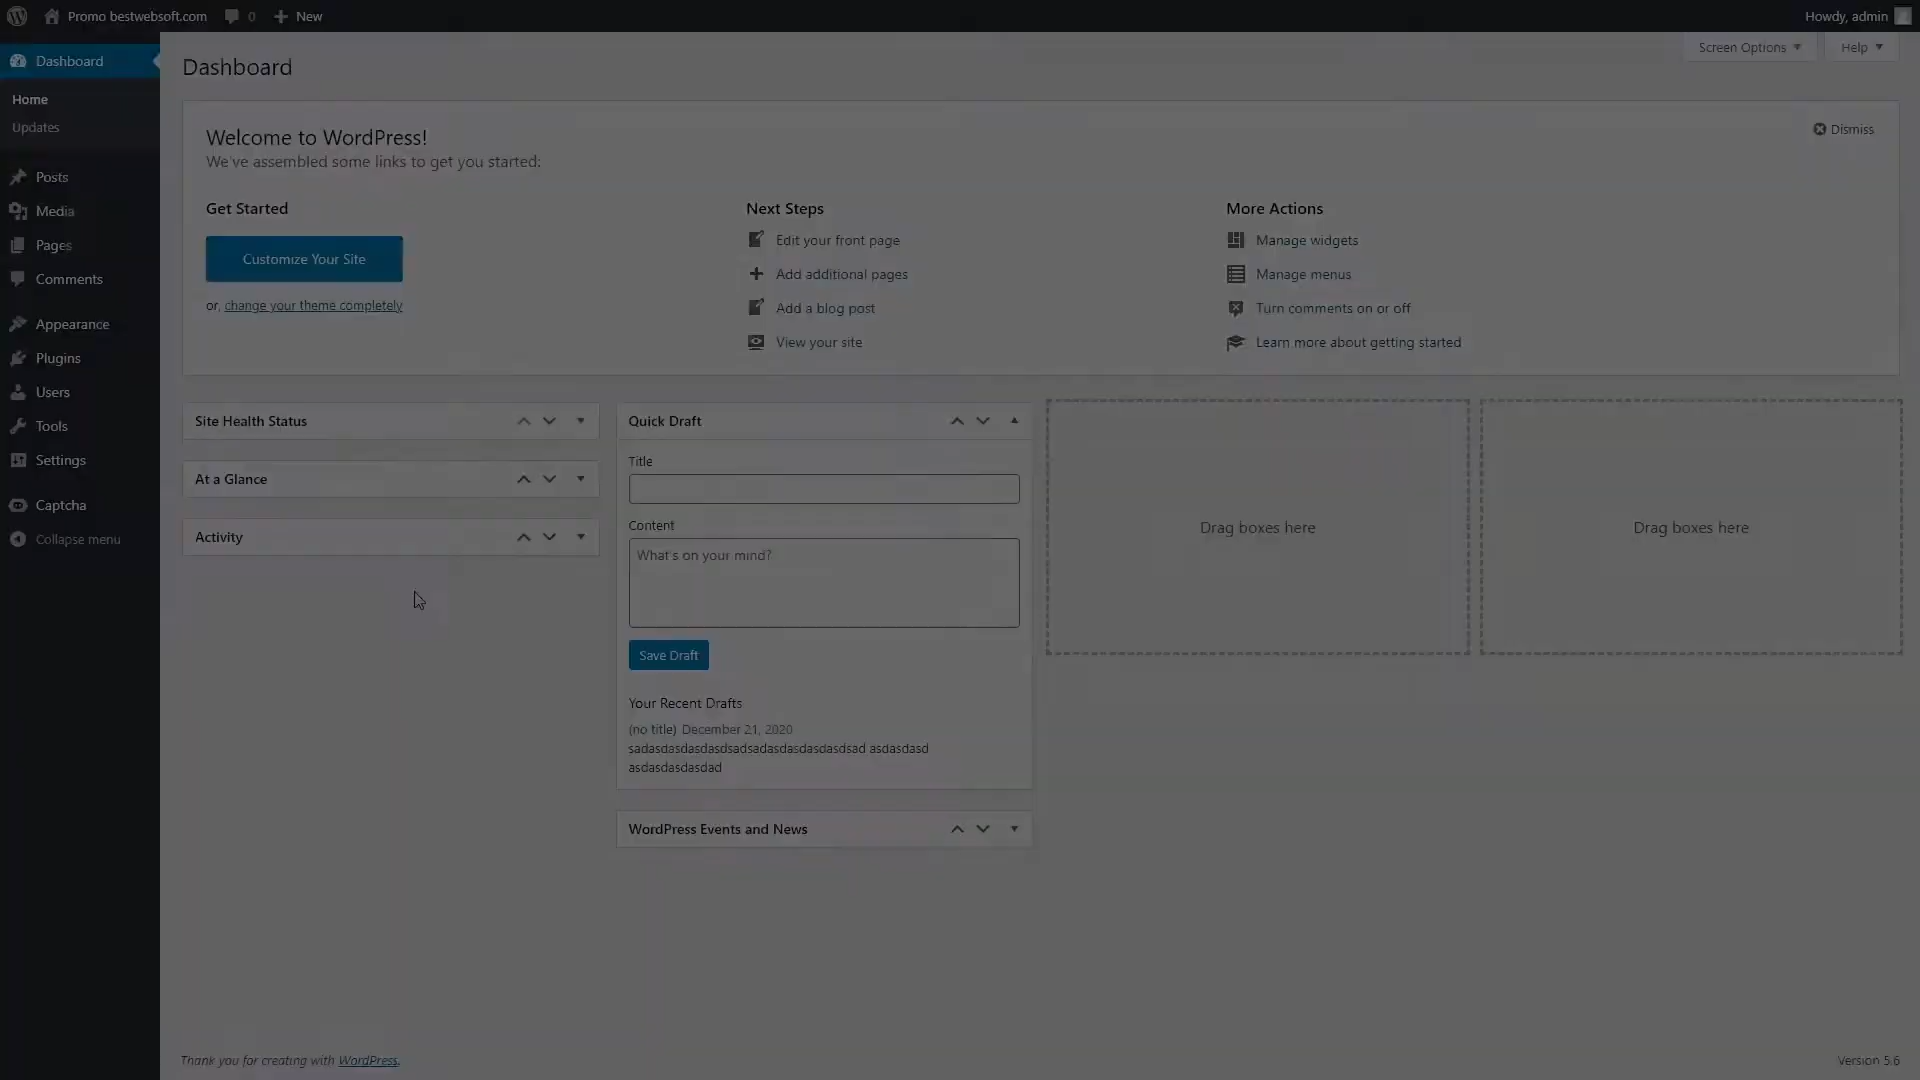 Promo bestwebsoft.com 0 New Howdy, admin
Dashboard
Home
Updates
Posts
Media
Pages
Comments
Appearance
Plugins
Users
Tools
Settings
Captcha
Collapse menu
Screen Options Help
Dashboard
Welcome to WordPress!
We've assembled some links to get you started:
Dismiss
Get Started
Customize Your Site
or, change your theme completely
Next Steps
Edit your front page
Add additional pages
Add a blog post
View your site
More Actions
Manage widgets
Manage menus
Turn comments on or off
Learn more about getting started
Site Health Status
At a Glance
Activity
Quick Draft
Title
Content
What's on your mind?
Save Draft
Your Recent Drafts
(no title) December 21, 2020
sadasdasdasdasdsadsadasdasdasdasdsad asdasdasd
asdasdasdasdad
WordPress Events and News
Drag boxes here
Drag boxes here
Thank you for creating with WordPress.
Version 5.6